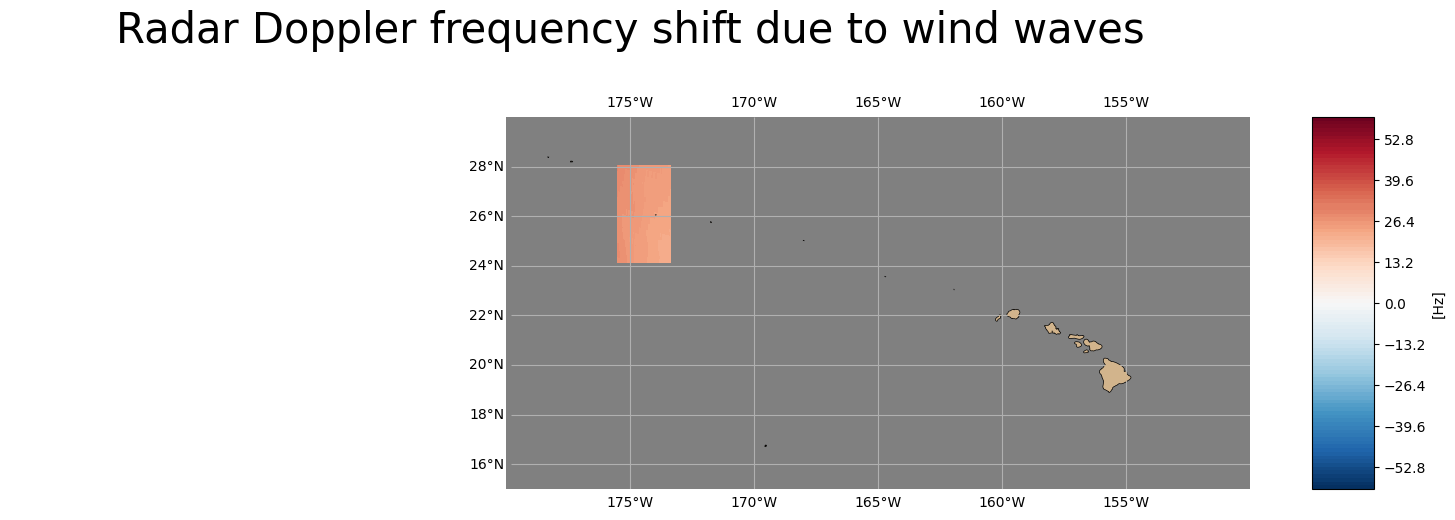 Radar Doppler frequency shift due to wind waves
175°W 170°W 165°W 160°W 155°W
28°N
26°N
24°N
22°N
20°N
18°N
16°N
175°W 170°W 165°W 160°W 155°W
52.8
39.6
26.4
13.2
0.0
−13.2
−26.4
−39.6
−52.8
[Hz]